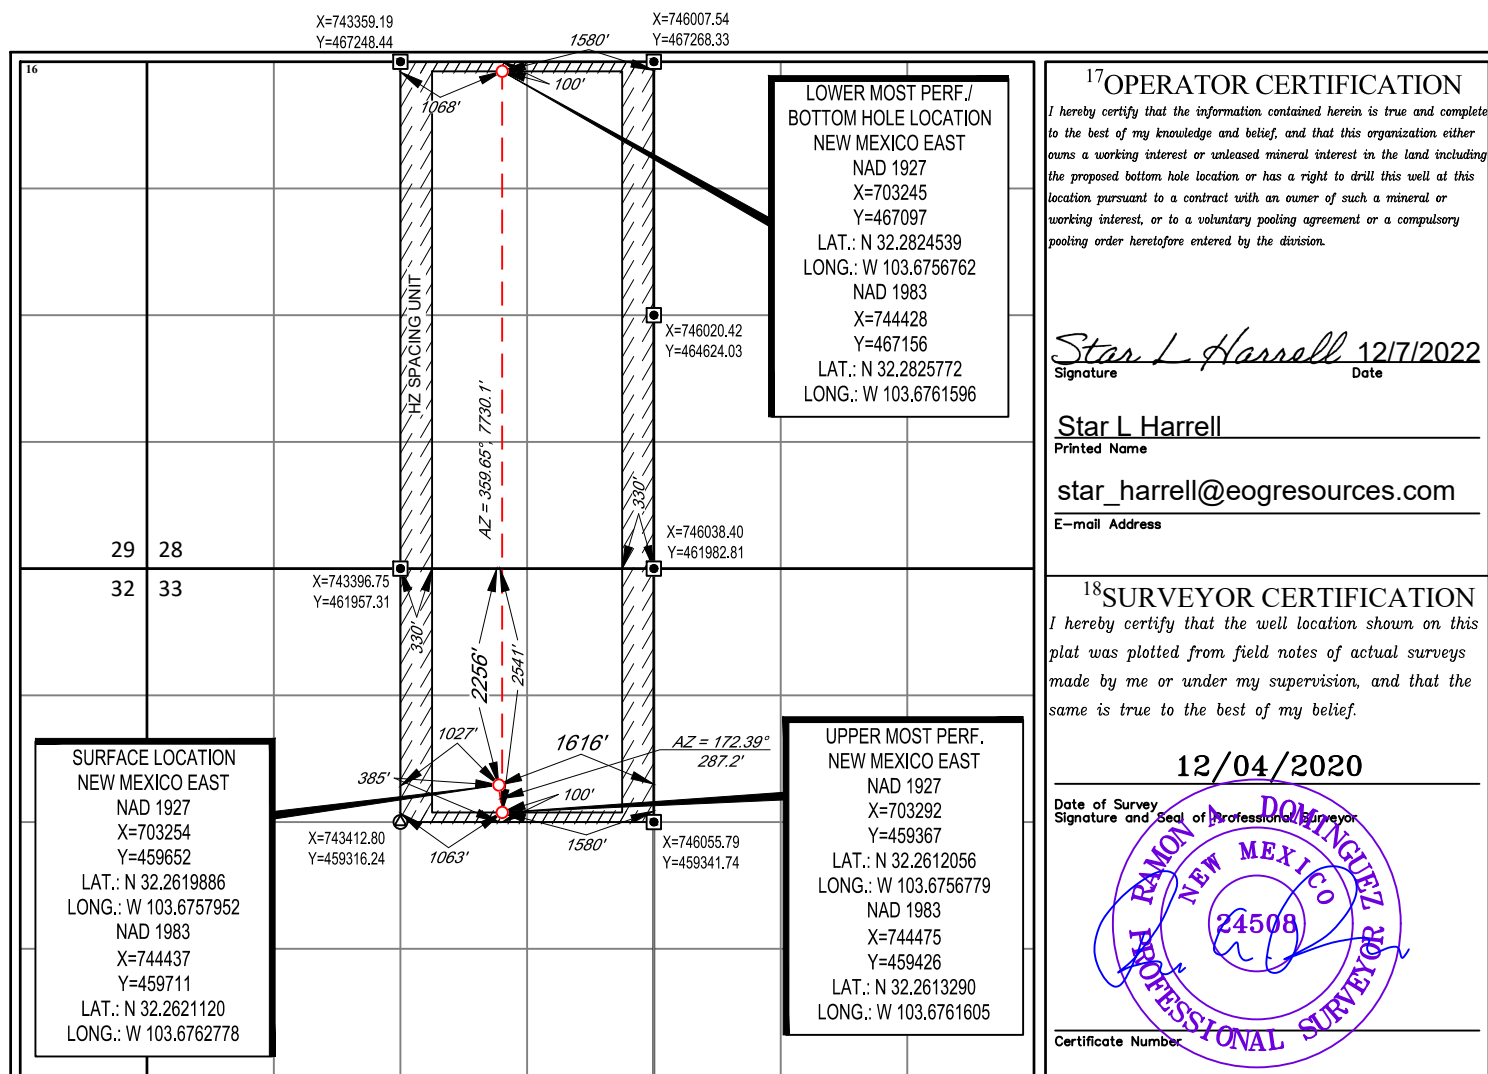 X=743359.19
Y=467248.44
X=746007.54
Y=467268.33
16
1580'
100'
1068'
LOWER MOST PERF./
BOTTOM HOLE LOCATION
NEW MEXICO EAST
NAD 1927
X=703245
Y=467097
LAT.: N 32.2824539
LONG.: W 103.6756762
NAD 1983
X=744428
Y=467156
LAT.: N 32.2825772
LONG.: W 103.6761596
HZ SPACING UNIT
AZ = 359.65°, 7730.1'
X=746020.42
Y=464624.03
330'
X=746038.40
Y=461982.81
29 28
32 33
X=743396.75
Y=461957.31
330'
2256'
2541'
1027'
1616'
AZ = 172.39°
287.2'
385'
100'
X=743412.80
Y=459316.24
1063'
1580'
X=746055.79
Y=459341.74
SURFACE LOCATION
NEW MEXICO EAST
NAD 1927
X=703254
Y=459652
LAT.: N 32.2619886
LONG.: W 103.6757952
NAD 1983
X=744437
Y=459711
LAT.: N 32.2621120
LONG.: W 103.6762778
UPPER MOST PERF.
NEW MEXICO EAST
NAD 1927
X=703292
Y=459367
LAT.: N 32.2612056
LONG.: W 103.6756779
NAD 1983
X=744475
Y=459426
LAT.: N 32.2613290
LONG.: W 103.6761605
17OPERATOR CERTIFICATION
I hereby certify that the information contained herein is true and complete
to the best of my knowledge and belief, and that this organization either
owns a working interest or unleased mineral interest in the land including
the proposed bottom hole location or has a right to drill this well at this
location pursuant to a contract with an owner of such a mineral or
working interest, or to a voluntary pooling agreement or a compulsory
pooling order heretofore entered by the division.
Star L Harrell 12/7/2022
Signature Date
Star L Harrell
Printed Name
star_harrell@eogresources.com
E-mail Address
18SURVEYOR CERTIFICATION
I hereby certify that the well location shown on this
plat was plotted from field notes of actual surveys
made by me or under my supervision, and that the
same is true to the best of my belief.
12/04/2020
Date of Survey
Signature and Seal of Professional Surveyor
RAMON A. DOMINGUEZ
NEW MEXICO
24508
PROFESSIONAL SURVEYOR
Certificate Number